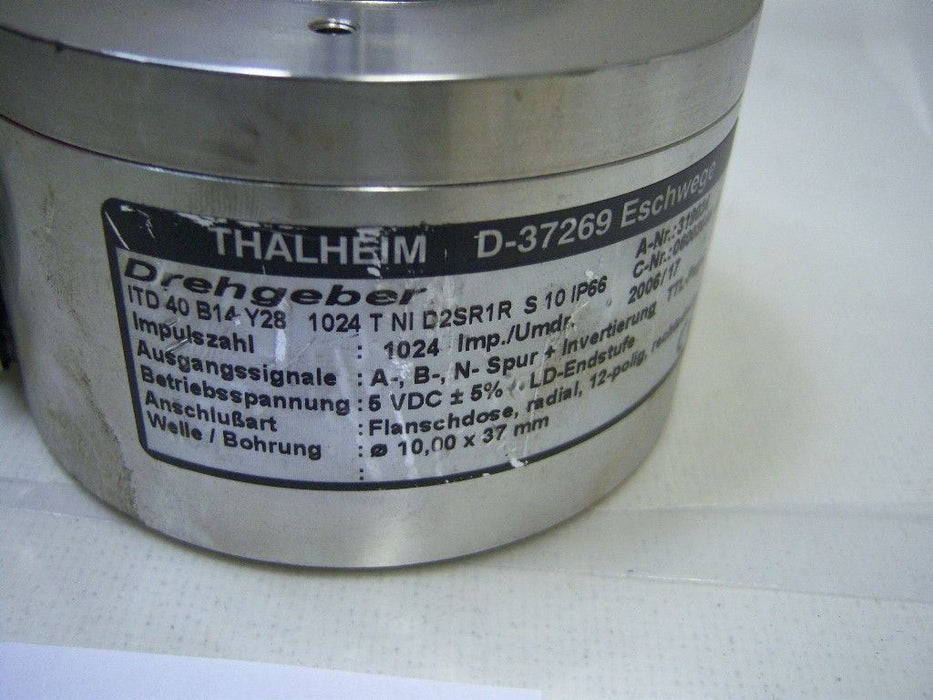 THALHEIM D-37269 Eschwege
Drehgeber
ITD 40 B14 Y28 1024 T NI D2SR1R S 10 IP66
A-Nr.:
C-Nr.:
2006/17
Impulszahl : 1024 Imp./Umdr.
Ausgangssignale : A-, B-, N- Spur + Invertierung
Betriebsspannung : 5 VDC ± 5% LD-Endstufe
Anschlußart : Flanschdose, radial, 12-polig,
Welle / Bohrung : ø 10,00 x 37 mm
: